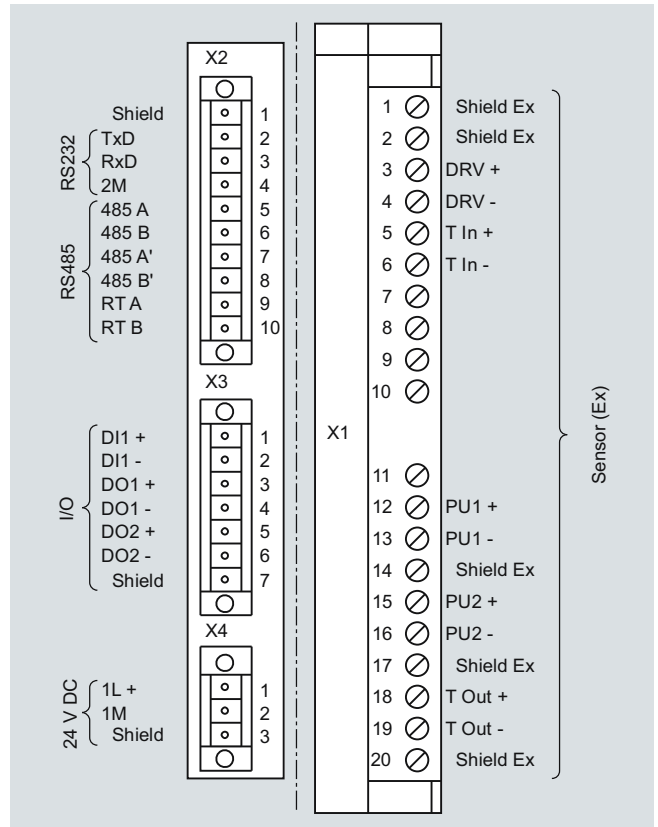 X2
Shield 1
TxD 2
RxD 3
2M 4
RS232
485 A 5
485 B 6
485 A' 7
485 B' 8
RT A 9
RT B 10
RS485
X3
DI1 + 1
DI1 - 2
DO1 + 3
DO1 - 4
DO2 + 5
DO2 - 6
Shield 7
I/O
X4
1L + 1
1M 2
Shield 3
24 V DC
X1
1 Shield Ex
2 Shield Ex
3 DRV +
4 DRV -
5 T In +
6 T In -
7
8
9
10
11
12 PU1 +
13 PU1 -
14 Shield Ex
15 PU2 +
16 PU2 -
17 Shield Ex
18 T Out +
19 T Out -
20 Shield Ex
Sensor (Ex)